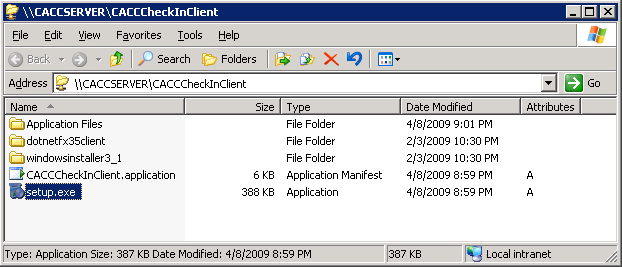 \\CACCSERVER\CACCCheckInClient
File Edit View Favorites Tools Help
Back Search Folders
Address \\CACCSERVER\CACCCheckInClient Go
Name Size Type Date Modified Attributes
Application Files File Folder 4/8/2009 9:01 PM
dotnetfx35client File Folder 2/3/2009 10:30 PM
windowsinstaller3_1 File Folder 2/3/2009 10:30 PM
CACCCheckInClient.application 6 KB Application Manifest 4/8/2009 8:59 PM A
setup.exe 388 KB Application 4/8/2009 8:59 PM A
Type: Application Size: 387 KB Date Modified: 4/8/2009 8:59 PM 387 KB Local intranet